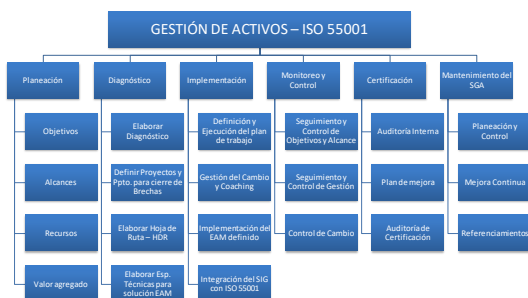 GESTIÓN DE ACTIVOS – ISO 55001
Planeación
Diagnóstico
Implementación
Monitoreo y
Control
Certificación
Mantenimiento del
SGA
Objetivos
Elaborar
Diagnóstico
Definición y
Ejecución del plan
de trabajo
Seguimiento y
Control de
Objetivos y Alcance
Auditoría Interna
Planeación y
Control
Alcances
Definir Proyectos y
Ppto. para cierre de
Brechas
Gestión del Cambio
y Coaching
Seguimiento y
Control de Gestión
Plan de mejora
Mejora Continua
Recursos
Elaborar Hoja de
Ruta – HDR
Implementación del
EAM definido
Control de Cambio
Auditoría de
Certificación
Referenciamientos
Valor agregado
Elaborar Esp.
Técnicas para
solución EAM
Integración del SIG
con ISO 55001